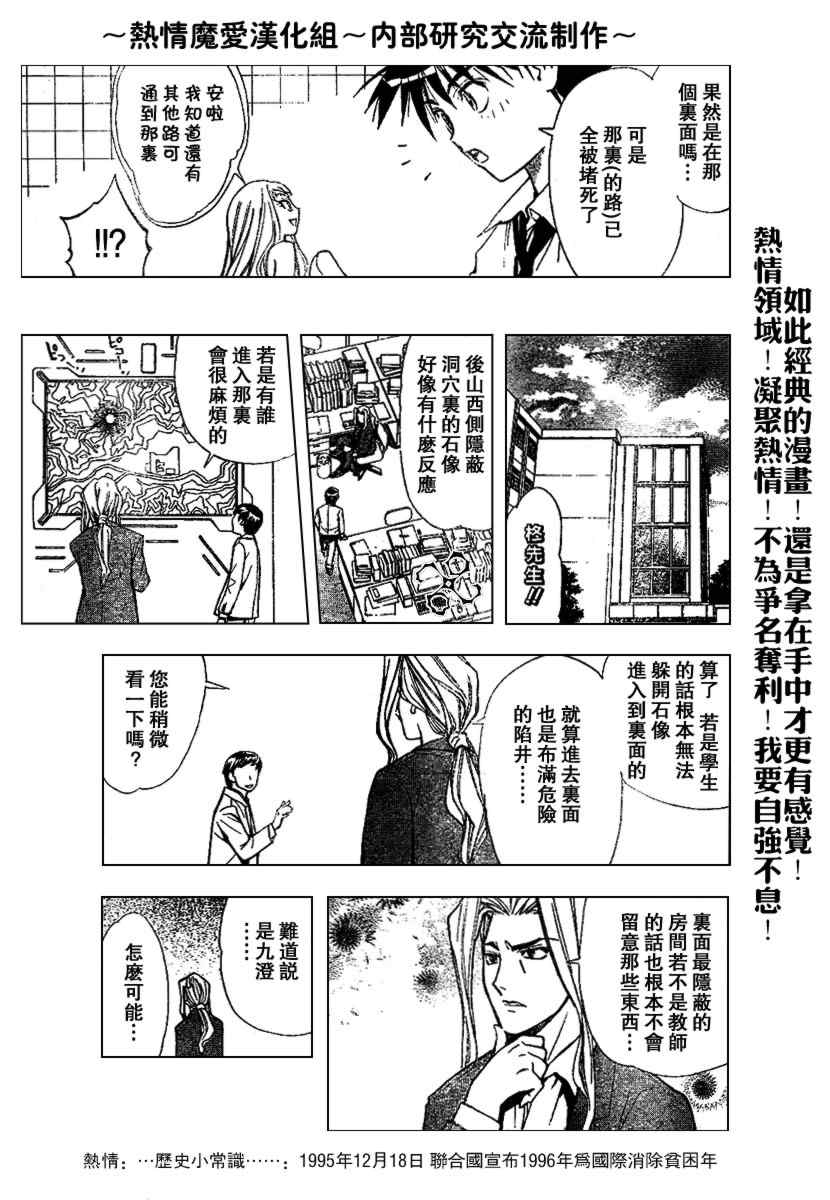 ～熱情魔愛漢化組～内部研究交流制作～
果然是在那
個裏面嗎…
可是
那裏(的路)已
全被堵死了
安啦
我知道還有
其他路可
通到那裏
!!?
柊先生!!
後山西側隱蔽
洞穴裏的石像
好像有什麽反應
ピコッ
ピコッ
若是有誰
進入那裏
會很麻煩的
算了 若是學生
的話根本無法
躲開石像
進入到裏面的
就算進去裏面
也是布滿危險
的陷井……
您能稍微
看一下嗎？
裏面最隱蔽的
房間若不是教師
的話也根本不會
留意那些東西…
難道説
是九澄
……
怎麽可能…
如此經典的漫畫！還是拿在手中才更有感覺！
熱情領域！凝聚熱情！不為爭名奪利！我要自強不息！
熱情：…歷史小常識……：1995年12月18日 聯合國宣布1996年爲國際消除貧困年